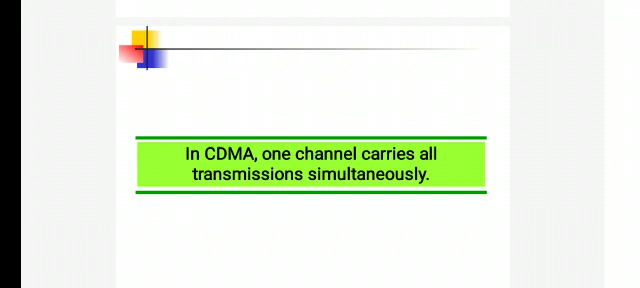 In CDMA, one channel carries all
transmissions simultaneously.